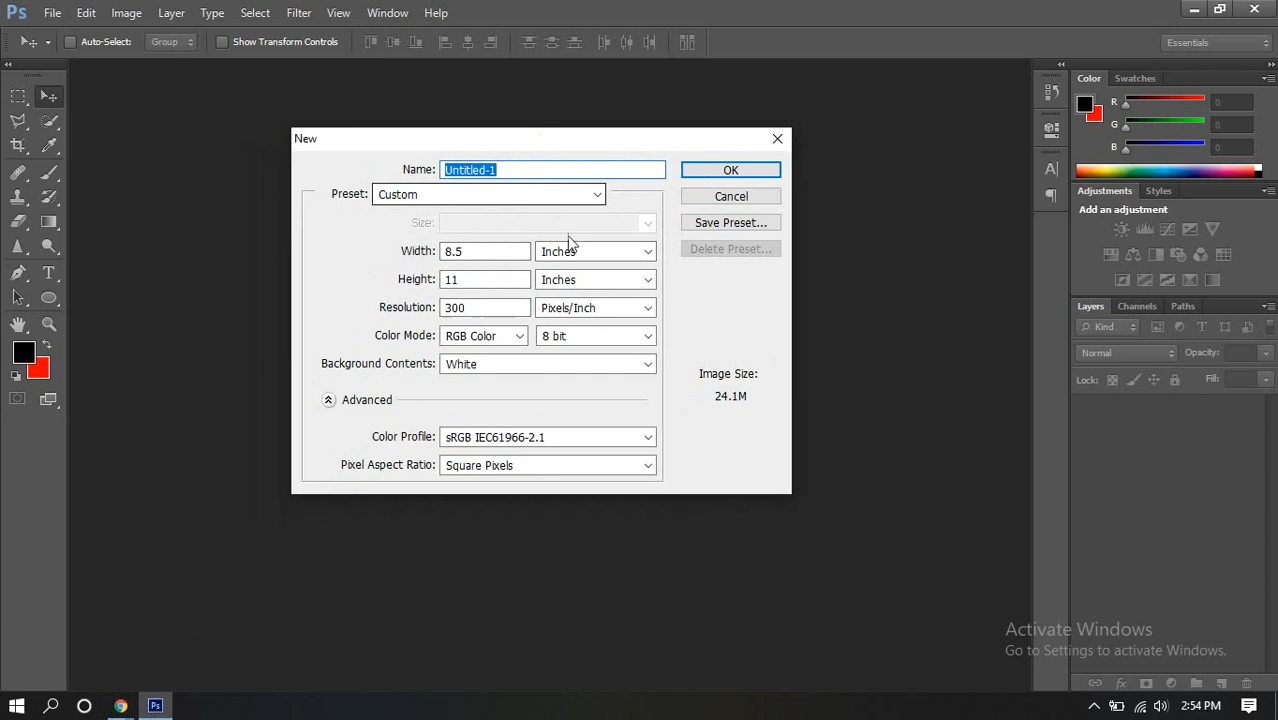 Ps File Edit Image Layer Type Select Filter View Window Help
Auto-Select: Group Show Transform Controls Essentials
Color Swatches
R 0
G 0
B 0
Adjustments Styles
Add an adjustment
Layers Channels Paths
Kind
Normal Opacity:
Lock: Fill:
New
Name: Untitled-1 OK
Preset: Custom Cancel
Size: Save Preset...
Width: 8.5 Inches Delete Preset...
Height: 11 Inches
Resolution: 300 Pixels/Inch
Color Mode: RGB Color 8 bit
Background Contents: White
Image Size:
24.1M
Advanced
Color Profile: sRGB IEC61966-2.1
Pixel Aspect Ratio: Square Pixels
Activate Windows
Go to Settings to activate Windows.
Ps 2:54 PM